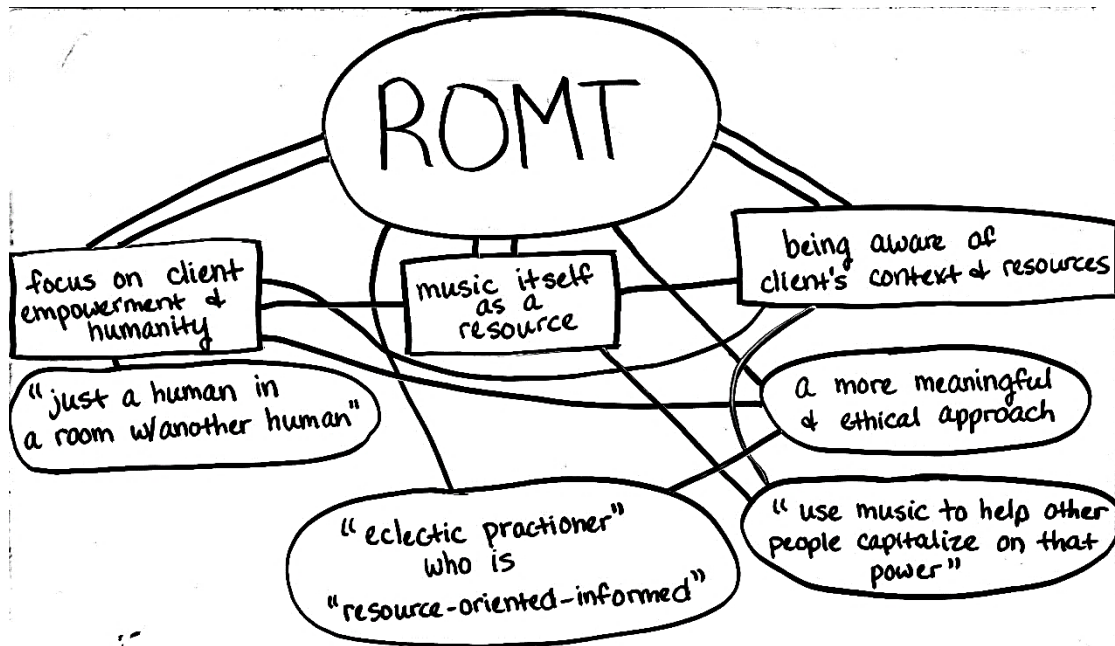 ROMT
focus on client
empowerment &
humanity
music itself
as a
resource
being aware of
client's context & resources
"just a human in
a room w/another human"
a more meaningful
& ethical approach
"eclectic practioner"
who is
"resource-oriented-informed"
"use music to help other
people capitalize on that
power"